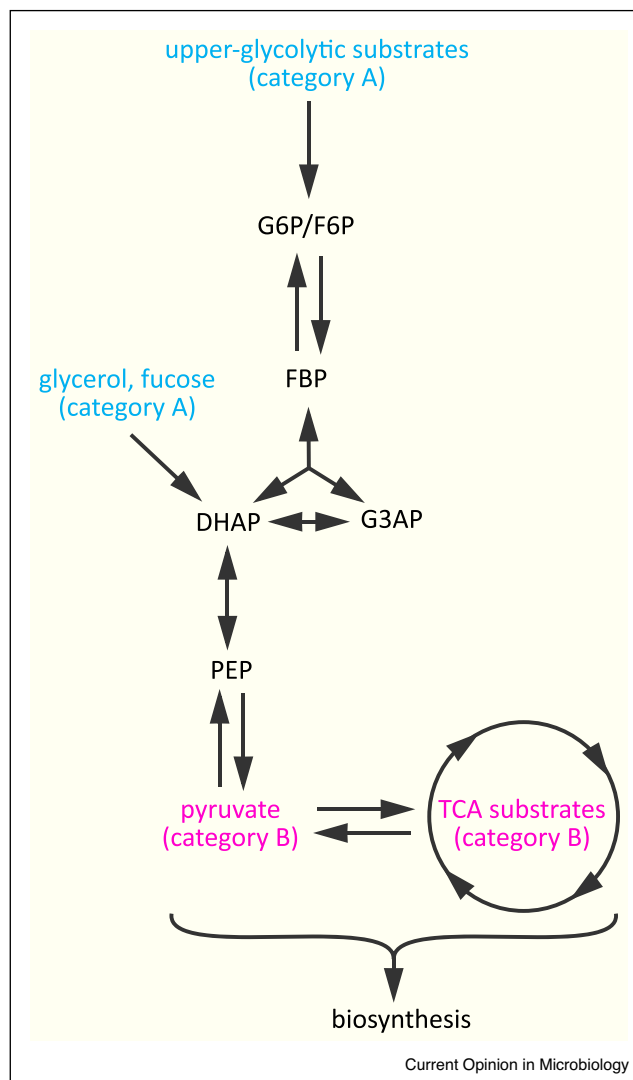 upper-glycolytic substrates
(category A)
G6P/F6P
FBP
glycerol, fucose
(category A)
DHAP
G3AP
PEP
pyruvate
(category B)
TCA substrates
(category B)
biosynthesis
Current Opinion in Microbiology